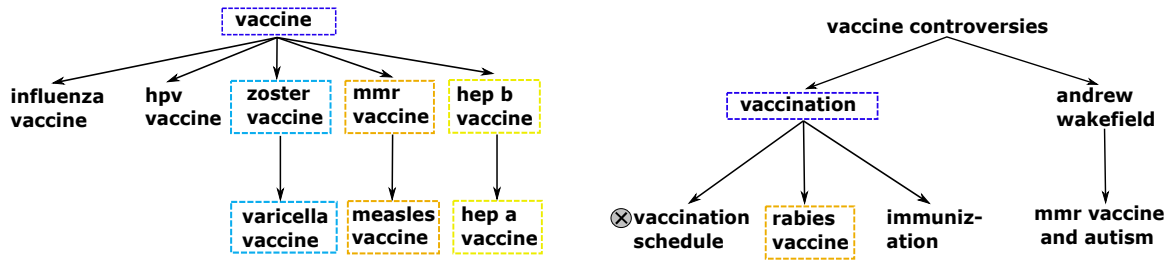 vaccine
influenza
vaccine
hpv
vaccine
zoster
vaccine
mmr
vaccine
hep b
vaccine
varicella
vaccine
measles
vaccine
hep a
vaccine
vaccine controversies
vaccination
andrew
wakefield
vaccination
schedule
rabies
vaccine
immuniz-
ation
mmr vaccine
and autism